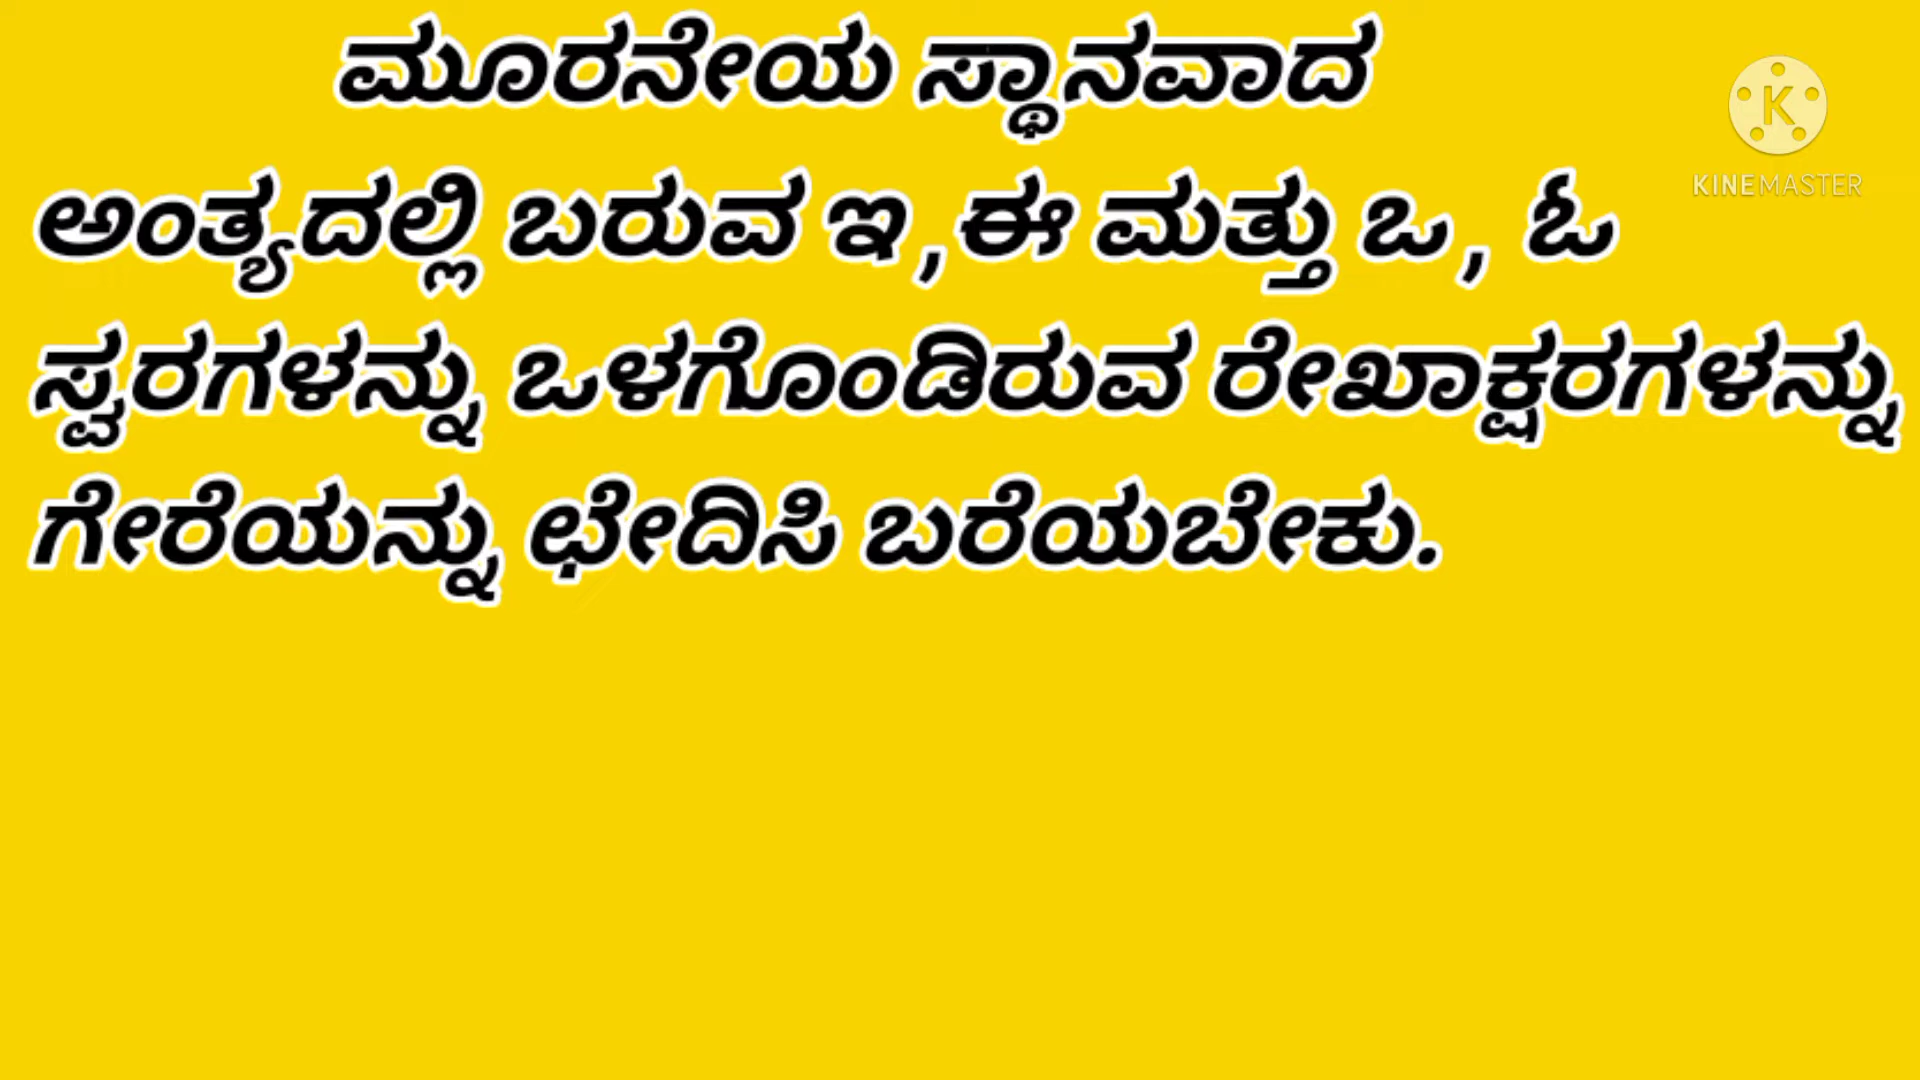 ಮೂರನೇಯ ಸ್ಥಾನವಾದ
ಅಂತ್ಯದಲ್ಲಿ ಬರುವ ಇ,ಈ ಮತ್ತು ಒ, ಓ
ಸ್ವರಗಳನ್ನು ಒಳಗೊಂಡಿರುವ ರೇಖಾಕ್ಷರಗಳನ್ನು
ಗೇರೆಯನ್ನು ಛೇದಿಸಿ ಬರೆಯಬೇಕು.
K
KINEMASTER